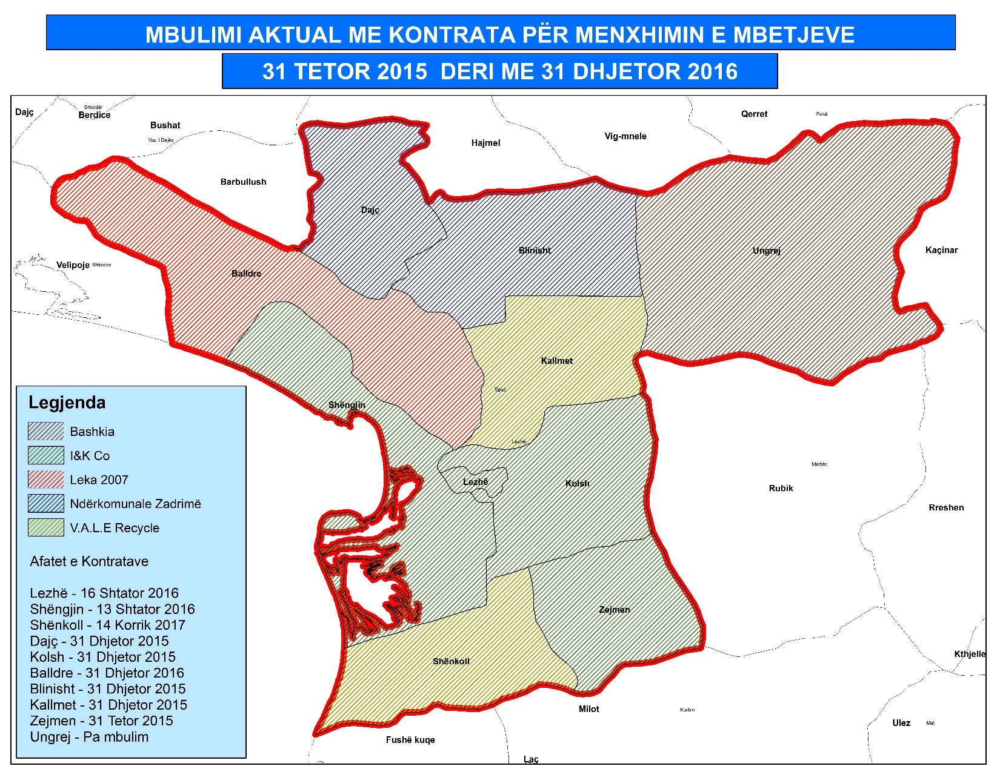 MBULIMI AKTUAL ME KONTRATA PËR MENXHIMIN E MBETJEVE
31 TETOR 2015 DERI ME 31 DHJETOR 2016
Dajç
Shkodër
Berdice
Bushat
Vau i Dejës
Barbullush
Hajmel
Vig-mnele
Qerret
Pukë
Dajç
Blinisht
Ungrej
Kaçinar
Velipoje
Shkoder
Balldre
Kallmet
Text
Shëngjin
Lezhë
Lezhë
Kolsh
Mirdite
Rubik
Rreshen
Zejmen
Shënkoll
Kthjelle
Milot
Kurbin
Ulez
Mat
Fushë kuqe
Laç
Legjenda
Bashkia
I&K Co
Leka 2007
Ndërkomunale Zadrimë
V.A.L.E Recycle
Afatet e Kontratave
Lezhë - 16 Shtator 2016
Shëngjin - 13 Shtator 2016
Shënkoll - 14 Korrik 2017
Dajç - 31 Dhjetor 2015
Kolsh - 31 Dhjetor 2015
Balldre - 31 Dhjetor 2016
Blinisht - 31 Dhjetor 2015
Kallmet - 31 Dhjetor 2015
Zejmen - 31 Tetor 2015
Ungrej - Pa mbulim